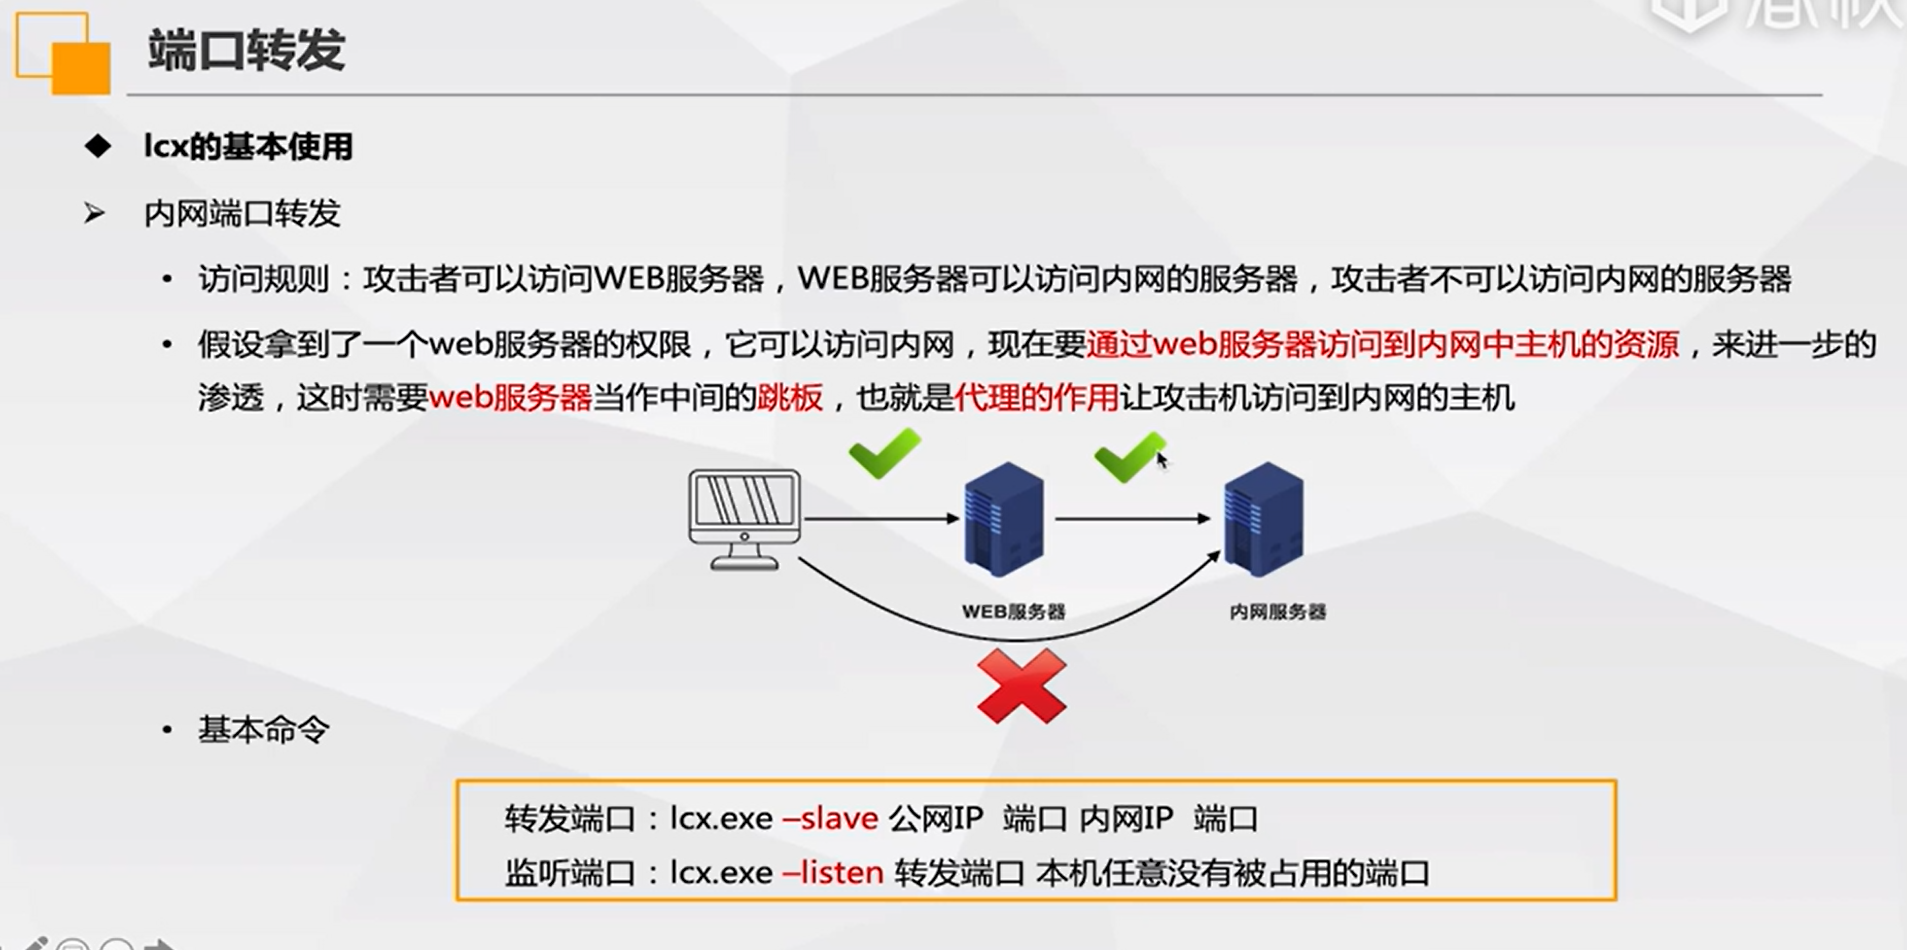 端口转发
lcx的基本使用
内网端口转发
访问规则：攻击者可以访问WEB服务器，WEB服务器可以访问内网的服务器，攻击者不可以访问内网的服务器
假设拿到了一个web服务器的权限，它可以访问内网，现在要通过web服务器访问到内网中主机的资源，来进一步的
渗透，这时需要web服务器当作中间的跳板，也就是代理的作用让攻击机访问到内网的主机
WEB服务器
内网服务器
基本命令
转发端口：lcx.exe –slave 公网IP 端口 内网IP 端口
监听端口：lcx.exe –listen 转发端口 本机任意没有被占用的端口